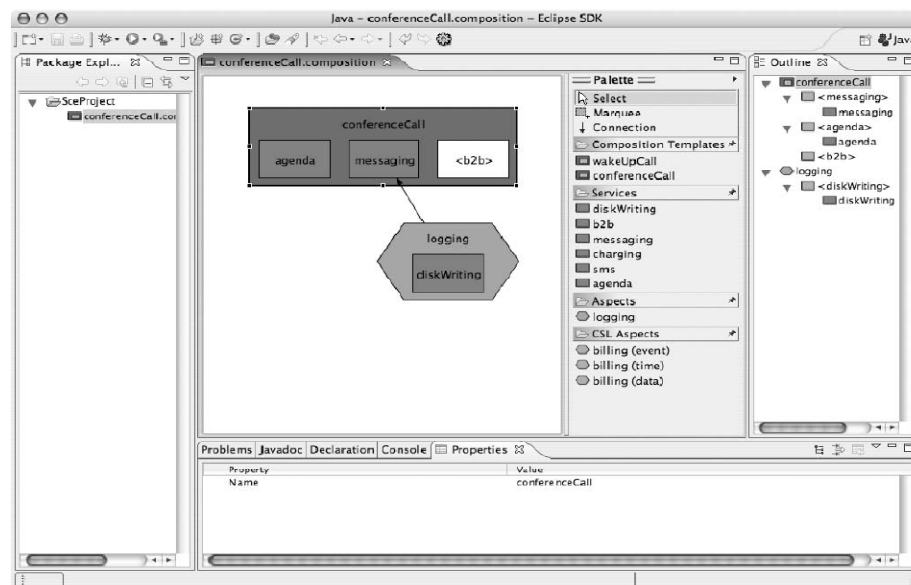 Java – conferenceCall.composition – Eclipse SDK
Java
Package Expl...
SceProject
conferenceCall.cor
conferenceCall.composition
conferenceCall
agenda
messaging
<b2b>
logging
diskWriting
Palette
Select
Marquee
Connection
Composition Templates
wakeUpCall
conferenceCall
Services
diskWriting
b2b
messaging
charging
sms
agenda
Aspects
logging
CSL Aspects
billing (event)
billing (time)
billing (data)
Outline
conferenceCall
<messaging>
messaging
<agenda>
agenda
<b2b>
logging
<diskWriting>
diskWriting
Problems Javadoc Declaration Console Properties
Property Value
Name conferenceCall